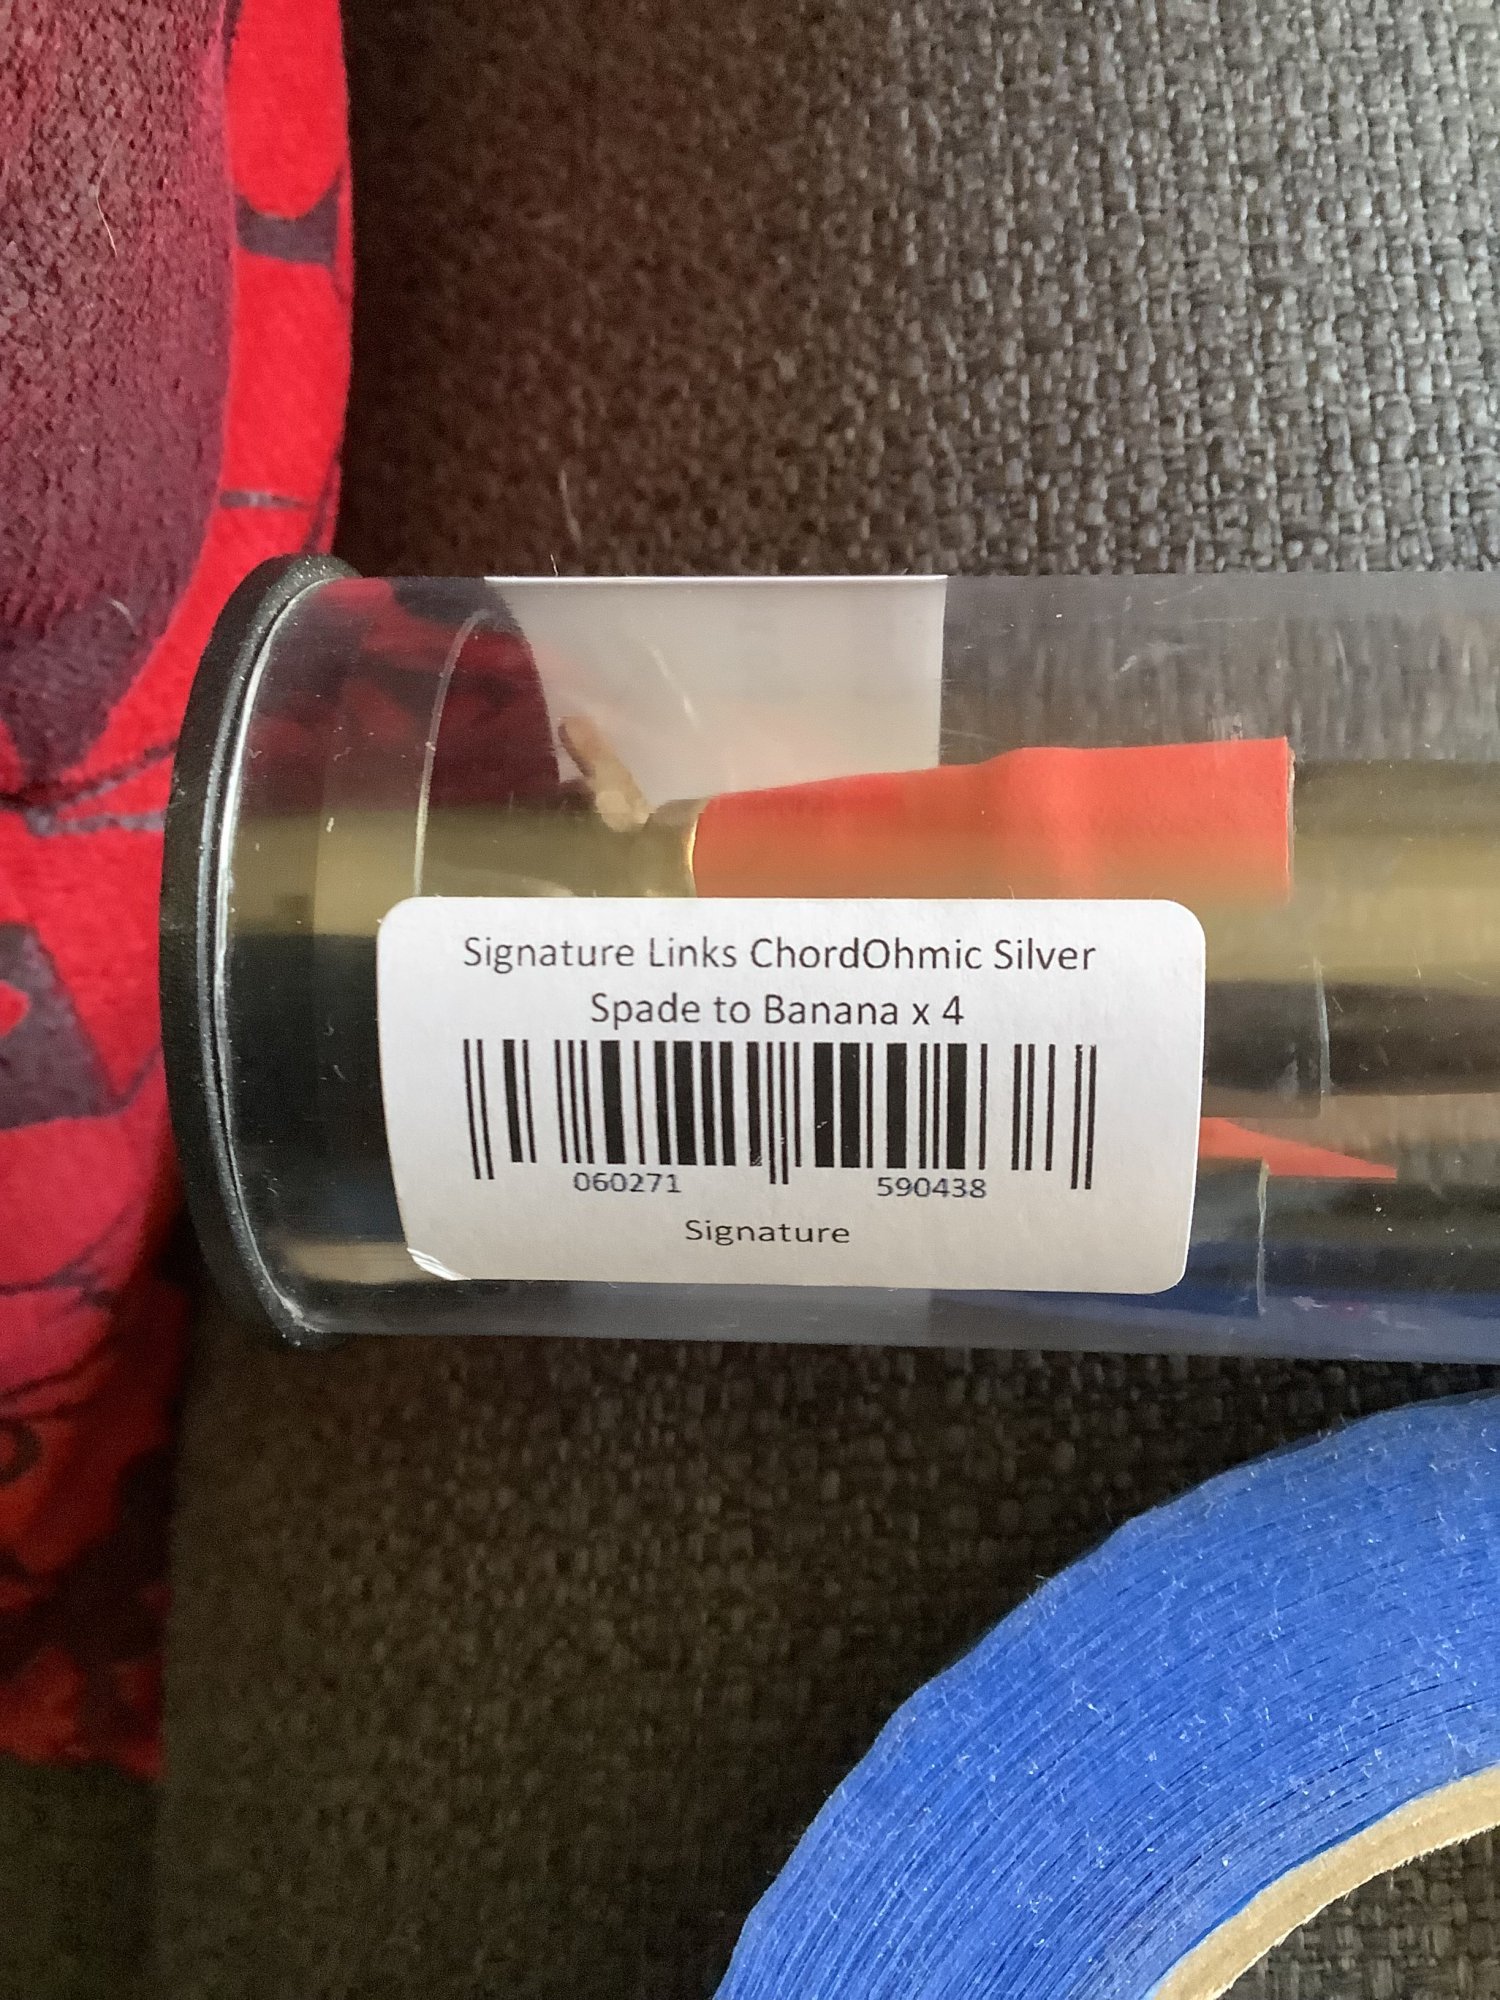 Signature Links ChordOhmic Silver
Spade to Banana x 4
060271 590438
Signature